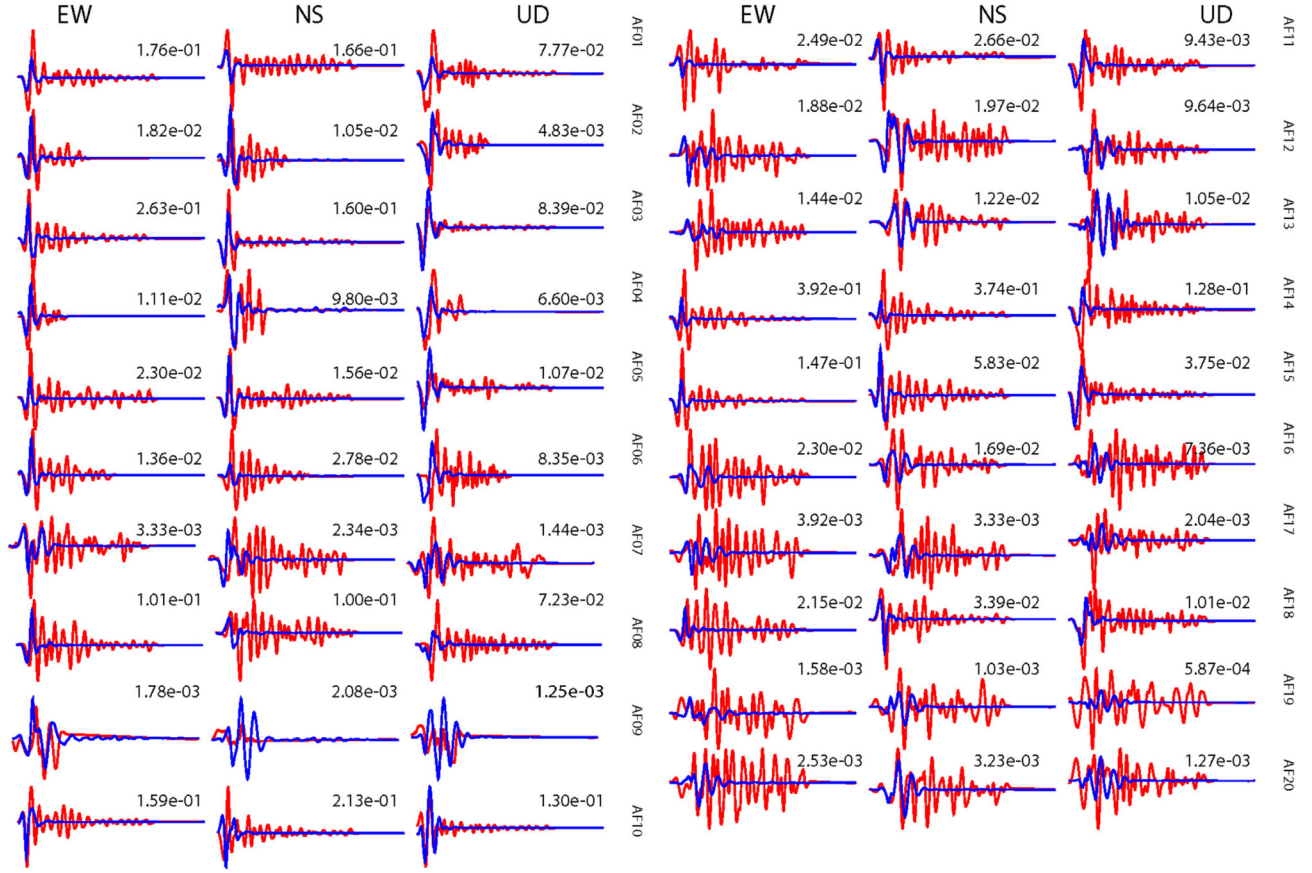 EW NS UD
1.76e-01 1.66e-01 7.77e-02 AF01
1.82e-02 1.05e-02 4.83e-03 AF02
2.63e-01 1.60e-01 8.39e-02 AF03
1.11e-02 9.80e-03 6.60e-03 AF04
2.30e-02 1.56e-02 1.07e-02 AF05
1.36e-02 2.78e-02 8.35e-03 AF06
3.33e-03 2.34e-03 1.44e-03 AF07
1.01e-01 1.00e-01 7.23e-02 AF08
1.78e-03 2.08e-03 1.25e-03 AF09
1.59e-01 2.13e-01 1.30e-01 AF10
EW NS UD
2.49e-02 2.66e-02 9.43e-03 AF11
1.88e-02 1.97e-02 9.64e-03 AF12
1.44e-02 1.22e-02 1.05e-02 AF13
3.92e-01 3.74e-01 1.28e-01 AF14
1.47e-01 5.83e-02 3.75e-02 AF15
2.30e-02 1.69e-02 7.36e-03 AF16
3.92e-03 3.33e-03 2.04e-03 AF17
2.15e-02 3.39e-02 1.01e-02 AF18
1.58e-03 1.03e-03 5.87e-04 AF19
2.53e-03 3.23e-03 1.27e-03 AF20